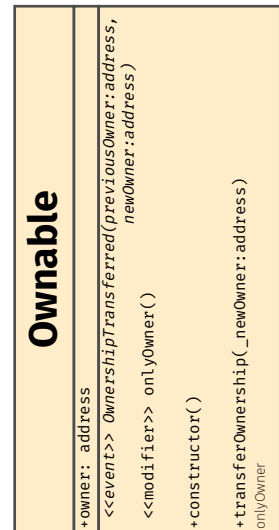 Ownable
+owner: address
<<event>> OwnershipTransferred(previousOwner:address,
newOwner:address)
<<modifier>> onlyOwner()
+constructor()
+transferOwnership(_newOwner:address)
onlyOwner